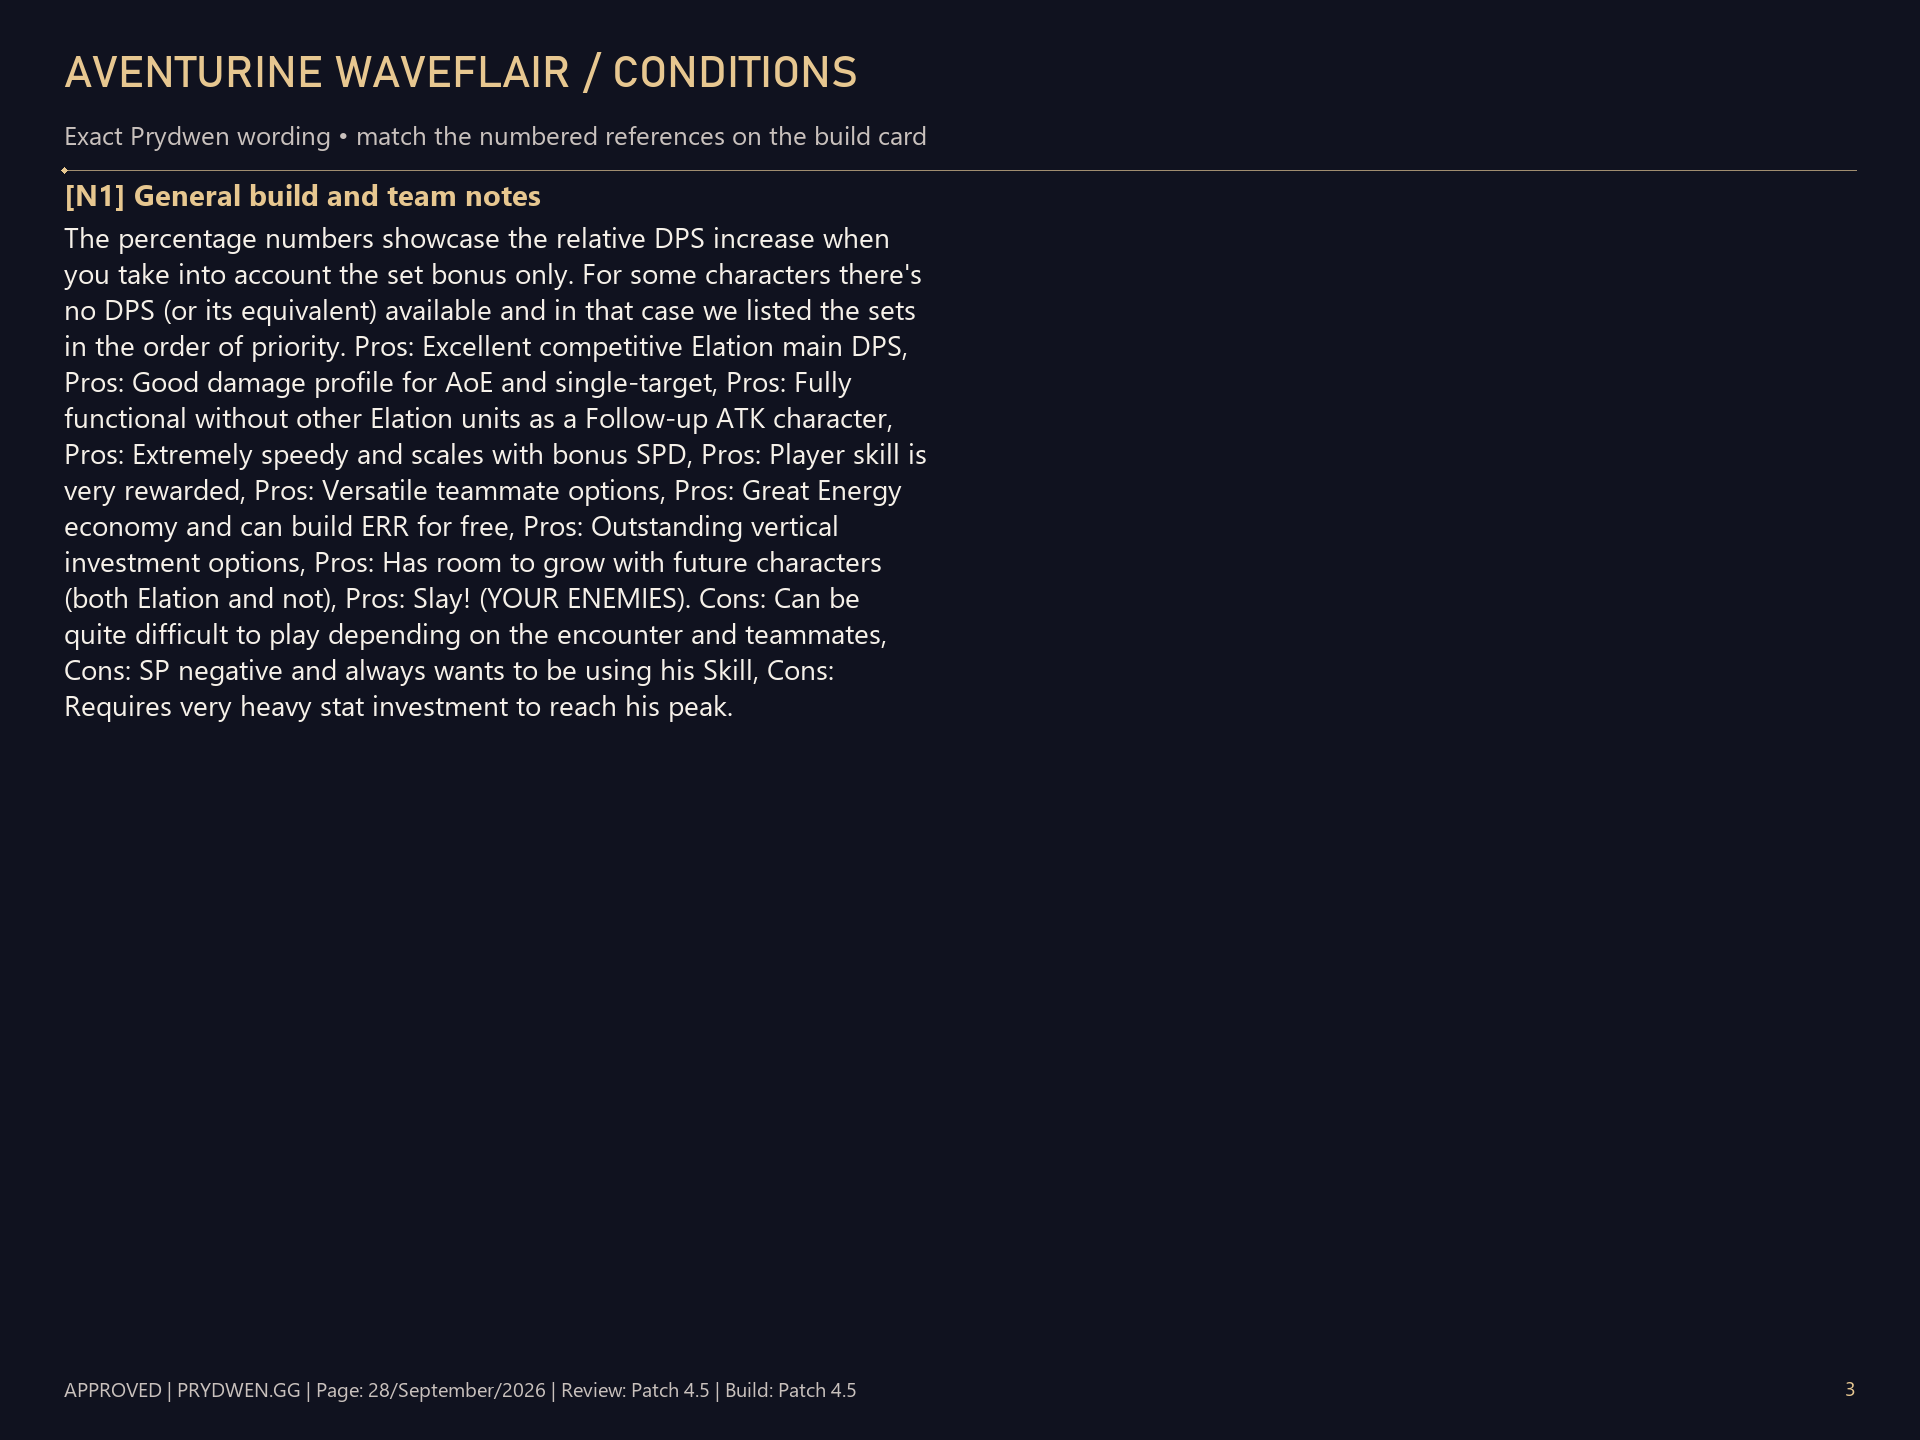 AVENTURINE WAVEFLAIR / CONDITIONS
Exact Prydwen wording • match the numbered references on the build card
[N1] General build and team notes
The percentage numbers showcase the relative DPS increase when
you take into account the set bonus only. For some characters there's
no DPS (or its equivalent) available and in that case we listed the sets
in the order of priority. Pros: Excellent competitive Elation main DPS,
Pros: Good damage profile for AoE and single-target, Pros: Fully
functional without other Elation units as a Follow-up ATK character,
Pros: Extremely speedy and scales with bonus SPD, Pros: Player skill is
very rewarded, Pros: Versatile teammate options, Pros: Great Energy
economy and can build ERR for free, Pros: Outstanding vertical
investment options, Pros: Has room to grow with future characters
(both Elation and not), Pros: Slay! (YOUR ENEMIES). Cons: Can be
quite difficult to play depending on the encounter and teammates,
Cons: SP negative and always wants to be using his Skill, Cons:
Requires very heavy stat investment to reach his peak.
APPROVED | PRYDWEN.GG | Page: 28/September/2026 | Review: Patch 4.5 | Build: Patch 4.5
3